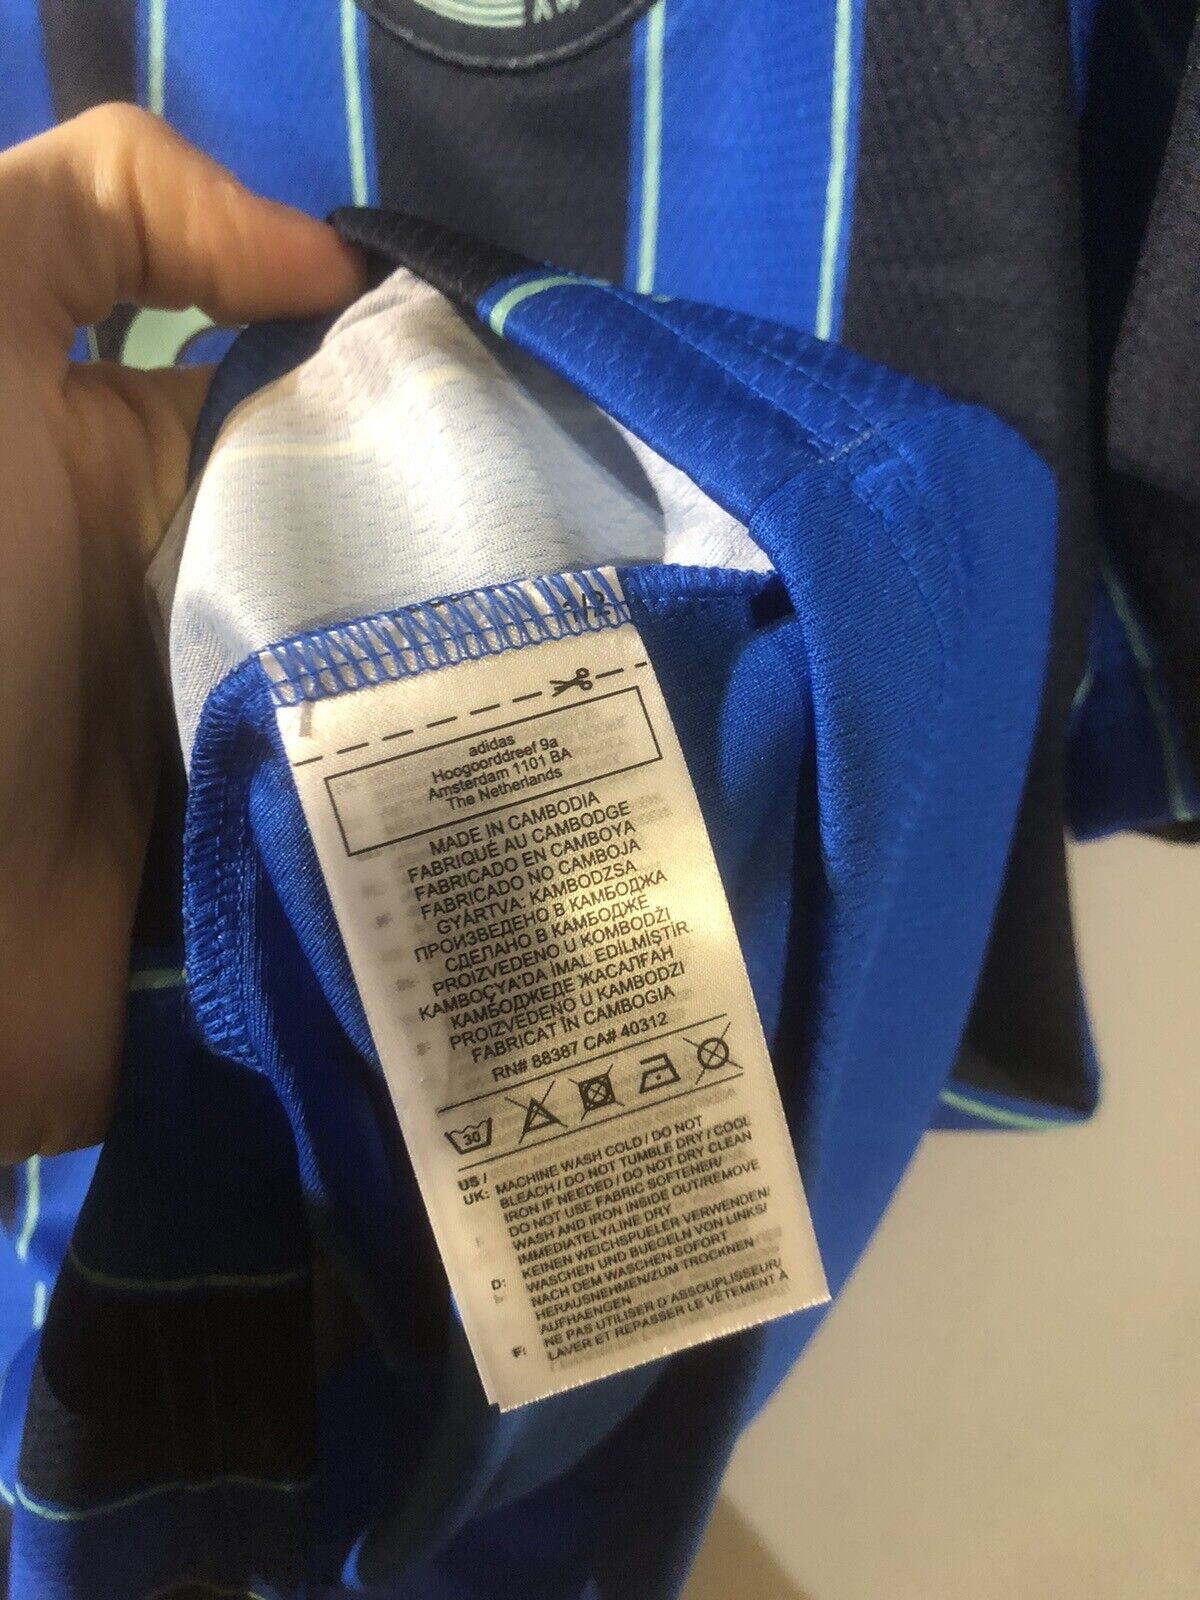 adidas
Hoogoorddreef 9a
Amsterdam 1101 BA
The Netherlands
MADE IN CAMBODIA
FABRIQUÉ AU CAMBODGE
FABRICADO EN CAMBOYA
FABRICADO NO CAMBOJA
GYÁRTVA: KAMBODZSA
ПРОИЗВЕДЕНО В КАМБОДЖА
СДЕЛАНО В КАМБОДЖЕ
PROIZVEDENO U KOMBODŽI
KAMBOÇYA'DA İMAL EDİLMİŞTİR
КАМБОДЖЕДЕ ЖАСАЛҒАН
PROIZVEDENO U KAMBODZI
FABRICAT ÎN CAMBOGIA
RN# 88387 CA# 40312
30
US / UK: MACHINE WASH COLD / DO NOT
BLEACH / DO NOT TUMBLE DRY / COOL
IRON IF NEEDED / DO NOT DRY CLEAN
DO NOT USE FABRIC SOFTENER/
WASH AND IRON INSIDE OUT/REMOVE
IMMEDIATELY/LINE DRY
D: KEINEN WEICHSPUELER VERWENDEN/
WASCHEN UND BUEGELN VON LINKS/
NACH DEM WASCHEN SOFORT
HERAUSNEHMEN/ZUM TROCKNEN
AUFHAENGEN
F: NE PAS UTILISER D'ASSOUPLISSEUR/
LAVER ET REPASSER LE VÊTEMENT À